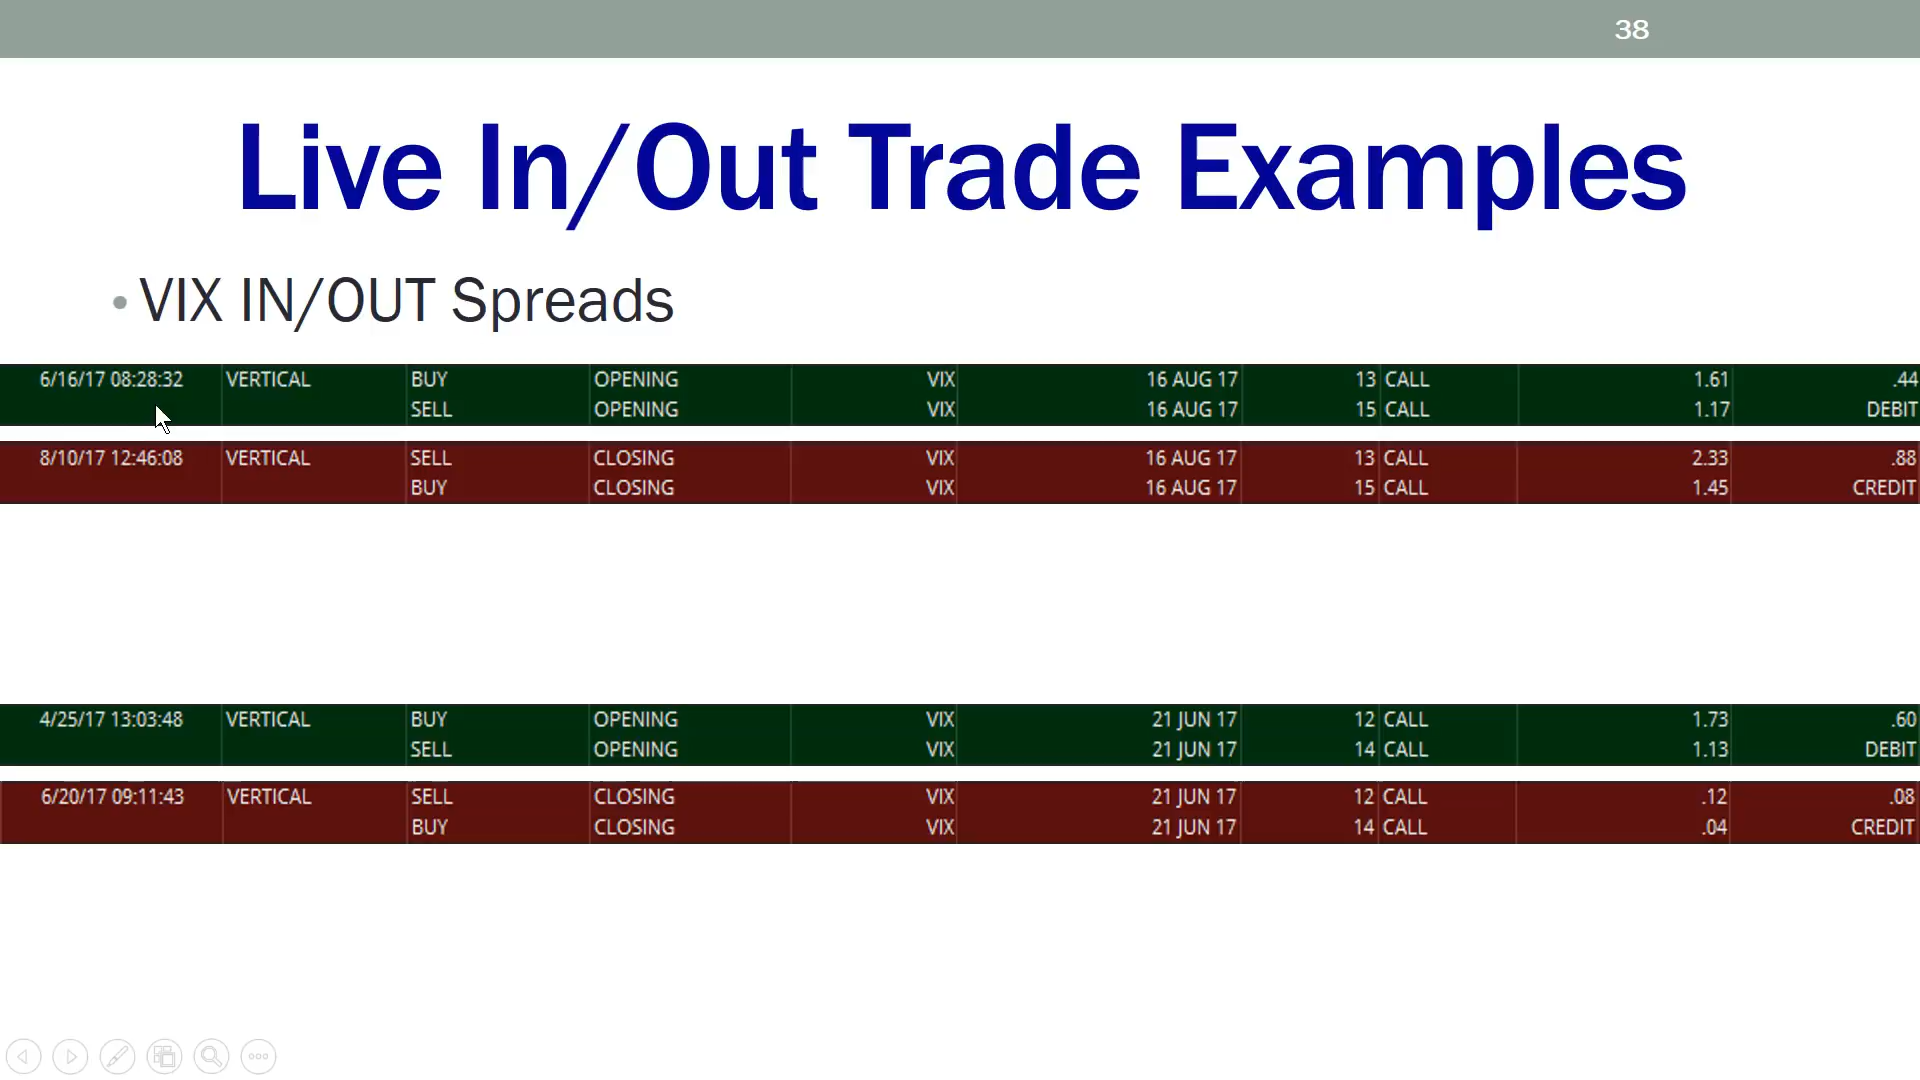 38
Live In/Out Trade Examples
• VIX IN/OUT Spreads
6/16/17 08:28:32 VERTICAL BUY OPENING VIX 16 AUG 17 13 CALL 1.61 .44
SELL OPENING VIX 16 AUG 17 15 CALL 1.17 DEBIT
8/10/17 12:46:08 VERTICAL SELL CLOSING VIX 16 AUG 17 13 CALL 2.33 .88
BUY CLOSING VIX 16 AUG 17 15 CALL 1.45 CREDIT
4/25/17 13:03:48 VERTICAL BUY OPENING VIX 21 JUN 17 12 CALL 1.73 .60
SELL OPENING VIX 21 JUN 17 14 CALL 1.13 DEBIT
6/20/17 09:11:43 VERTICAL SELL CLOSING VIX 21 JUN 17 12 CALL .12 .08
BUY CLOSING VIX 21 JUN 17 14 CALL .04 CREDIT